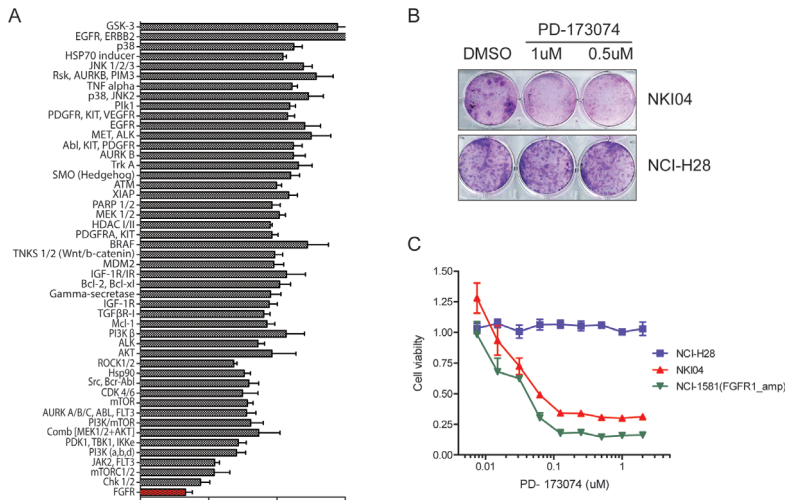 A
GSK-3
EGFR, ERBB2
p38
HSP70 inducer
JNK 1/2/3
Rsk, AURKB, PIM3
TNF alpha
p38, JNK2
Plk1
PDGFR, KIT, VEGFR
EGFR
MET, ALK
Abl, KIT, PDGFR
AURK B
Trk A
SMO (Hedgehog)
ATM
XIAP
PARP 1/2
MEK 1/2
HDAC I/II
PDGFRA, KIT
BRAF
TNKS 1/2 (Wnt/b-catenin)
MDM2
IGF-1R/IR
Bcl-2, Bcl-xl
Gamma-secretase
IGF-1R
TGFβR-I
Mcl-1
PI3K β
ALK
AKT
ROCK1/2
Hsp90
Src, Bcr-Abl
CDK 4/6
mTOR
AURK A/B/C, ABL, FLT3
PI3K/mTOR
Comb [MEK1/2+AKT]
PDK1, TBK1, IKKe
PI3K (a,b,d)
JAK2, FLT3
mTORC1/2
Chk 1/2
FGFR
B
PD-173074
DMSO 1uM 0.5uM
NKI04
NCI-H28
C
1.50
1.25
1.00
0.75
0.50
0.25
0.00
Cell viabilty
0.01 0.1 1
PD- 173074 (uM)
NCI-H28
NKI04
NCI-1581(FGFR1_amp)